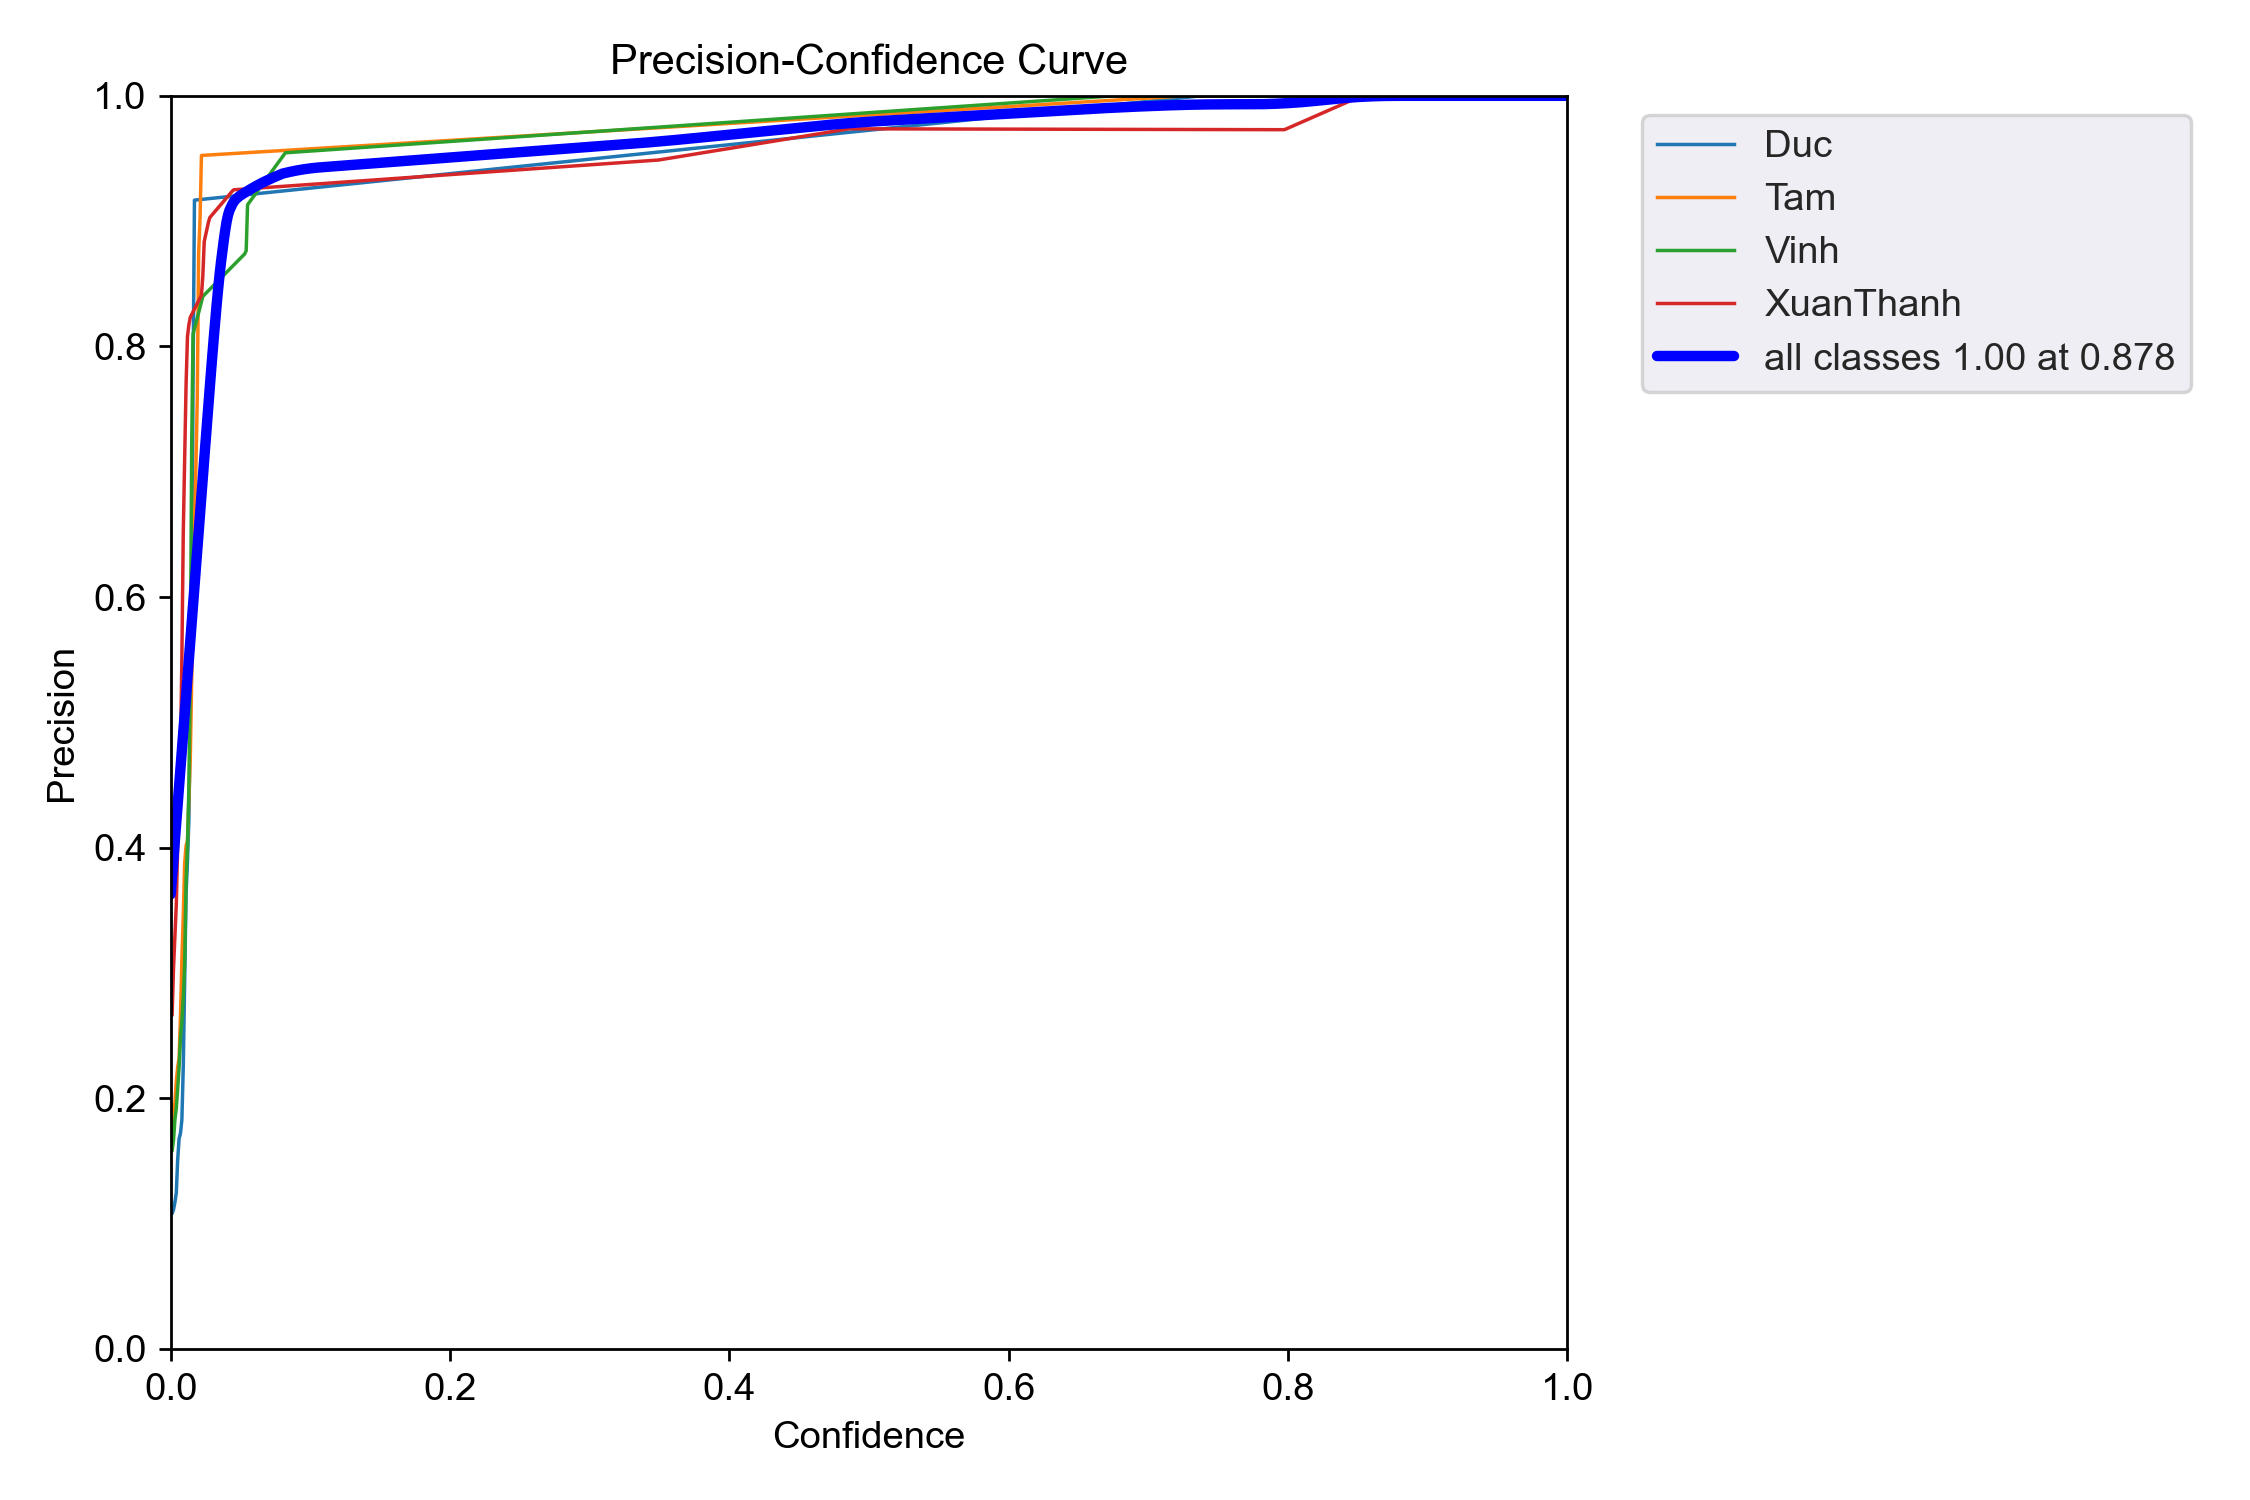 Precision-Confidence Curve
1.0
0.8
0.6
0.4
0.2
0.0
Precision
0.0 0.2 0.4 0.6 0.8 1.0
Confidence
Duc
Tam
Vinh
XuanThanh
all classes 1.00 at 0.878